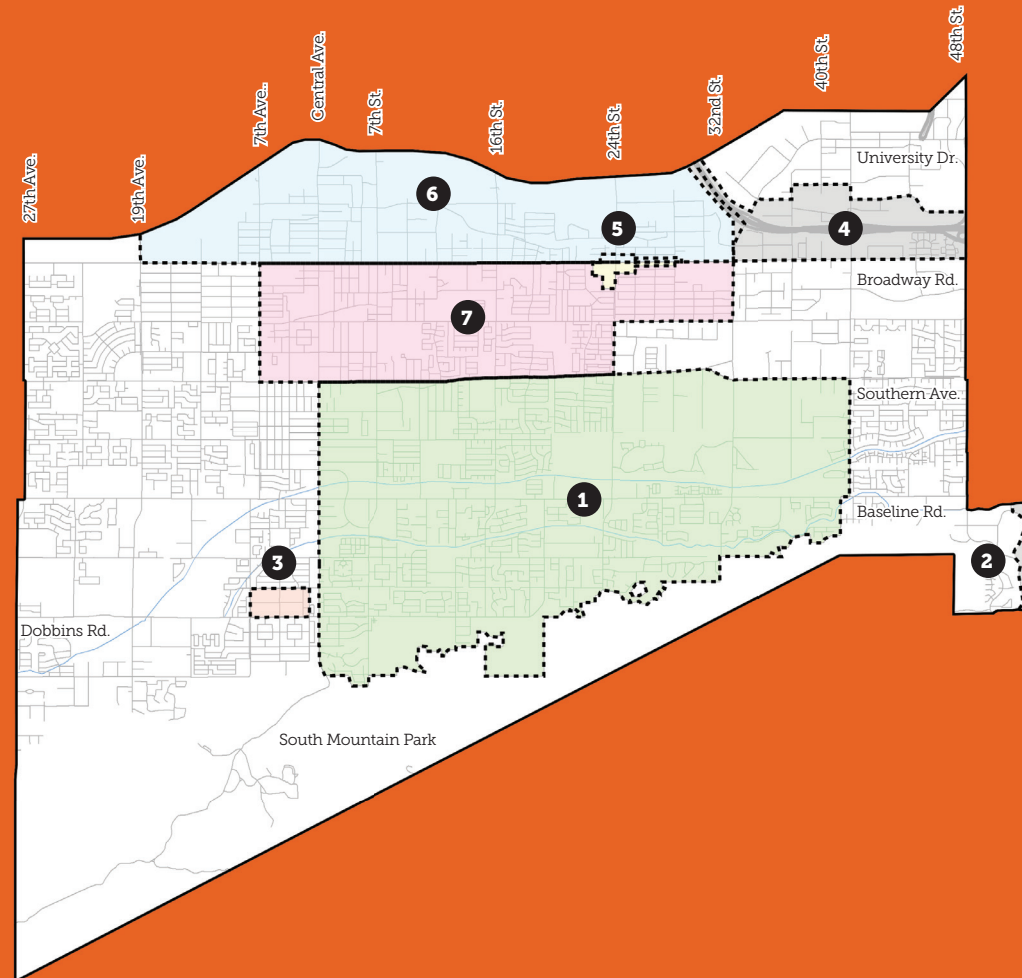 27th Ave.
19th Ave.
7th Ave..
Central Ave.
7th St.
16th St.
24th St.
32nd St.
40th St.
48th St.
University Dr.
6
5
4
Broadway Rd.
7
Southern Ave.
1
Baseline Rd.
3
2
Dobbins Rd.
South Mountain Park